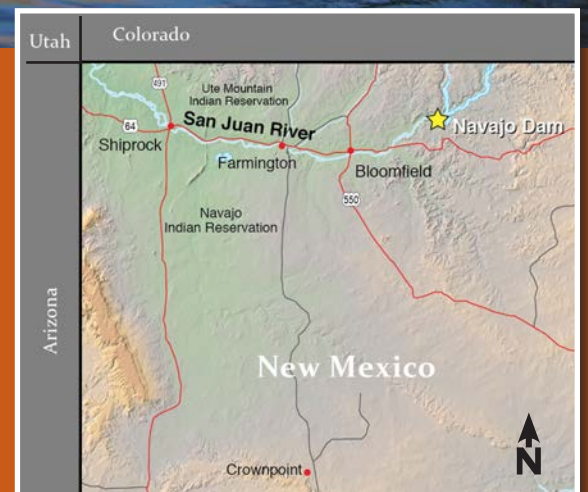 Utah
Colorado
491
Ute Mountain
Indian Reservation
64
San Juan River
Navajo Dam
Shiprock
Farmington
Bloomfield
Navajo
Indian Reservation
550
Arizona
New Mexico
Crownpoint
N